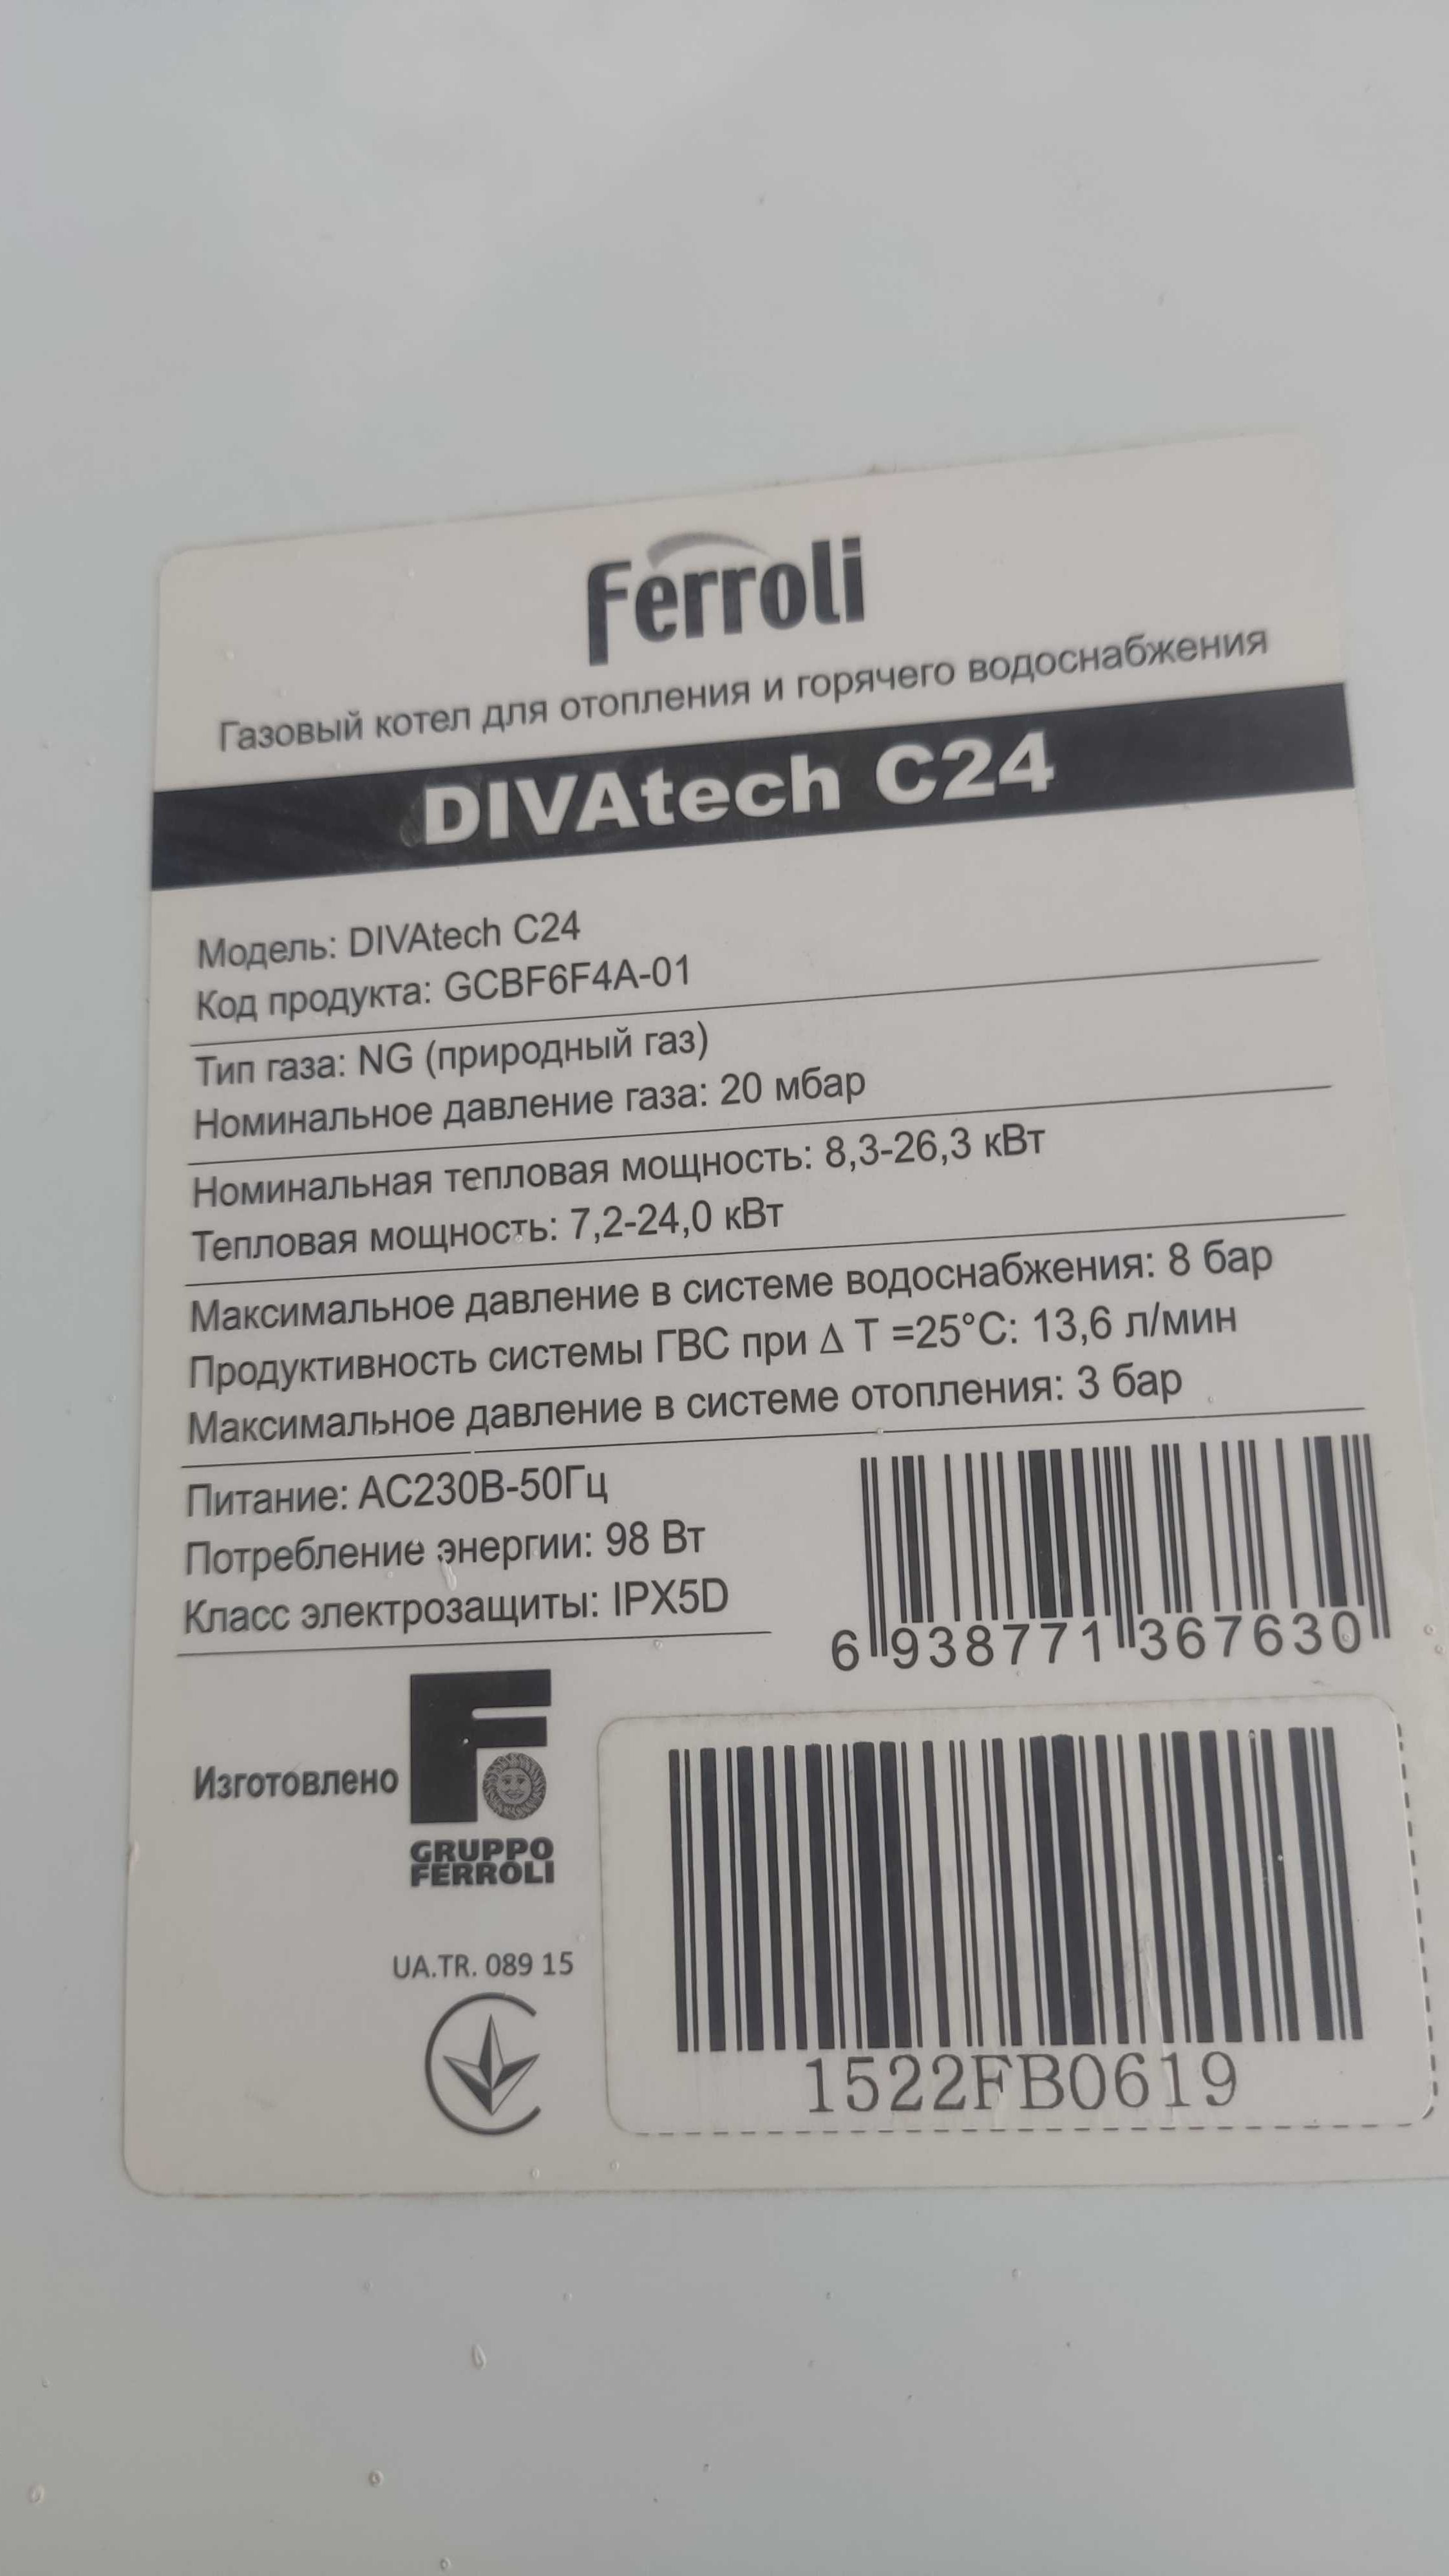 Ferroli
Газовый котел для отопления и горячего водоснабжения
DIVAtech C24
Модель: DIVAtech C24
Код продукта: GCBF6F4A-01
Тип газа: NG (природный газ)
Номинальное давление газа: 20 мбар
Номинальная тепловая мощность: 8,3-26,3 кВт
Тепловая мощность: 7,2-24,0 кВт
Максимальное давление в системе водоснабжения: 8 бар
Продуктивность системы ГВС при Δ T =25°C: 13,6 л/мин
Максимальное давление в системе отопления: 3 бар
Питание: AC230В-50Гц
Потребление энергии: 98 Вт
Класс электрозащиты: IPX5D
6 938771 367630
Изготовлено
GRUPPO
FERROLI
UA.TR. 089 15
1522FB0619